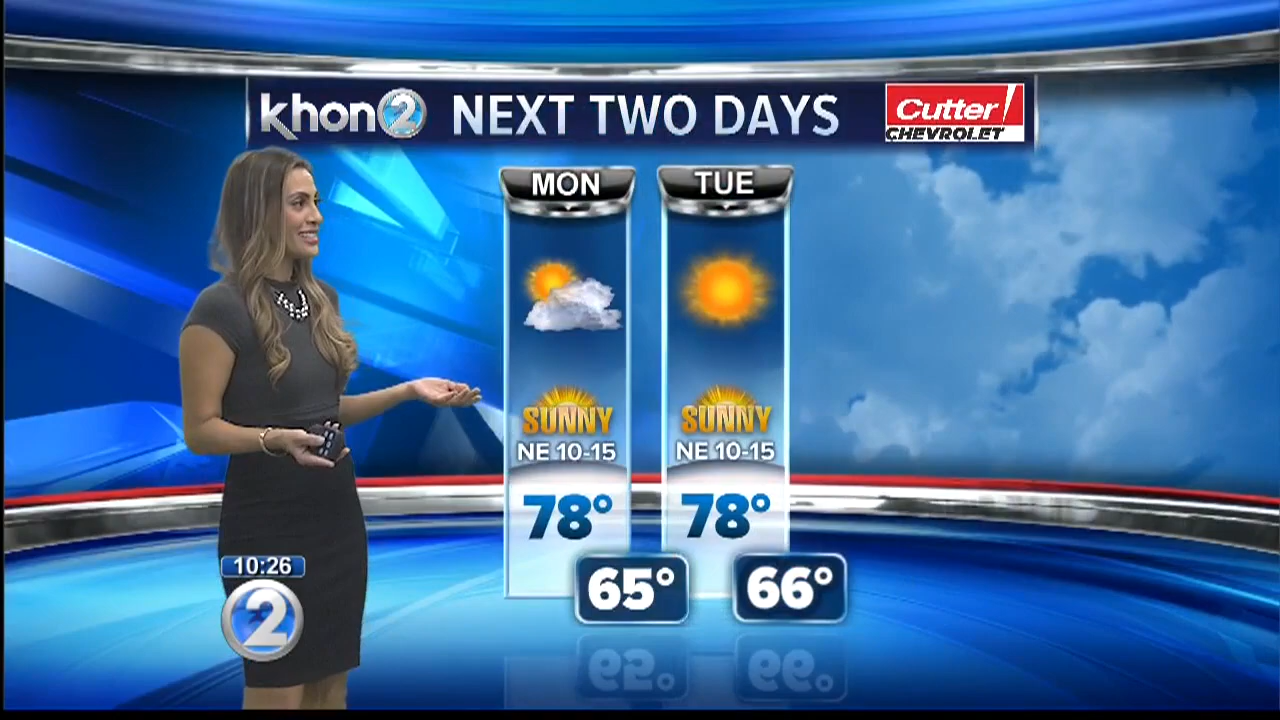 khon2 NEXT TWO DAYS Cutter!
CHEVROLET
MON TUE
SUNNY SUNNY
NE 10-15 NE 10-15
78° 78°
65° 66°
10:26
2